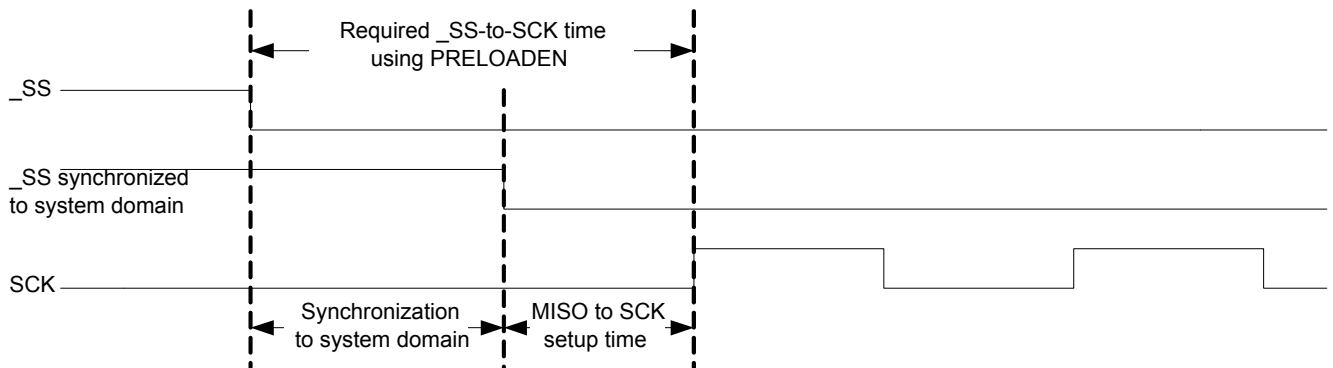 Required _SS-to-SCK time
using PRELOADEN
_SS
_SS synchronized
to system domain
SCK
Synchronization
to system domain
MISO to SCK
setup time